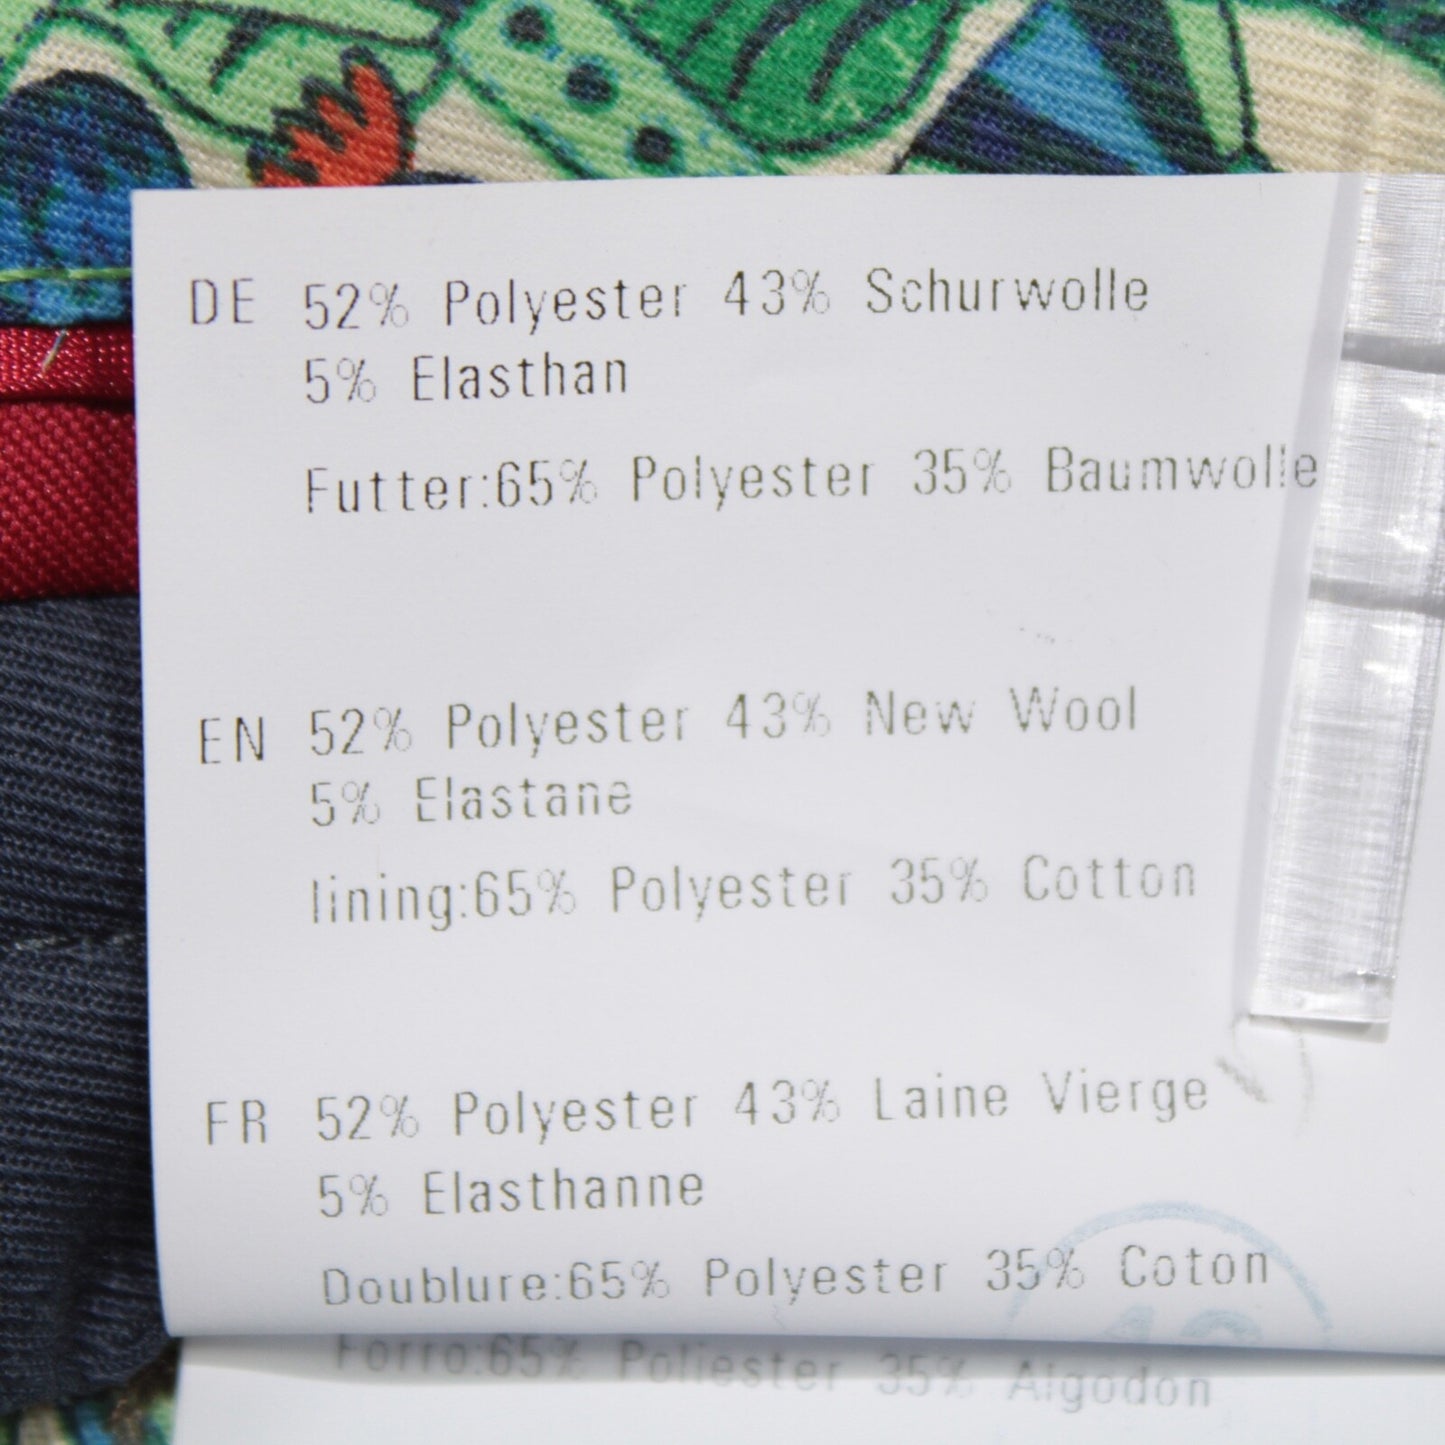 DE 52% Polyester 43% Schurwolle
5% Elasthan
Futter:65% Polyester 35% Baumwolle
EN 52% Polyester 43% New Wool
5% Elastane
lining:65% Polyester 35% Cotton
FR 52% Polyester 43% Laine Vierge
5% Elasthanne
Doublure:65% Polyester 35% Coton
Forro:65% Poliester 35% Algodon